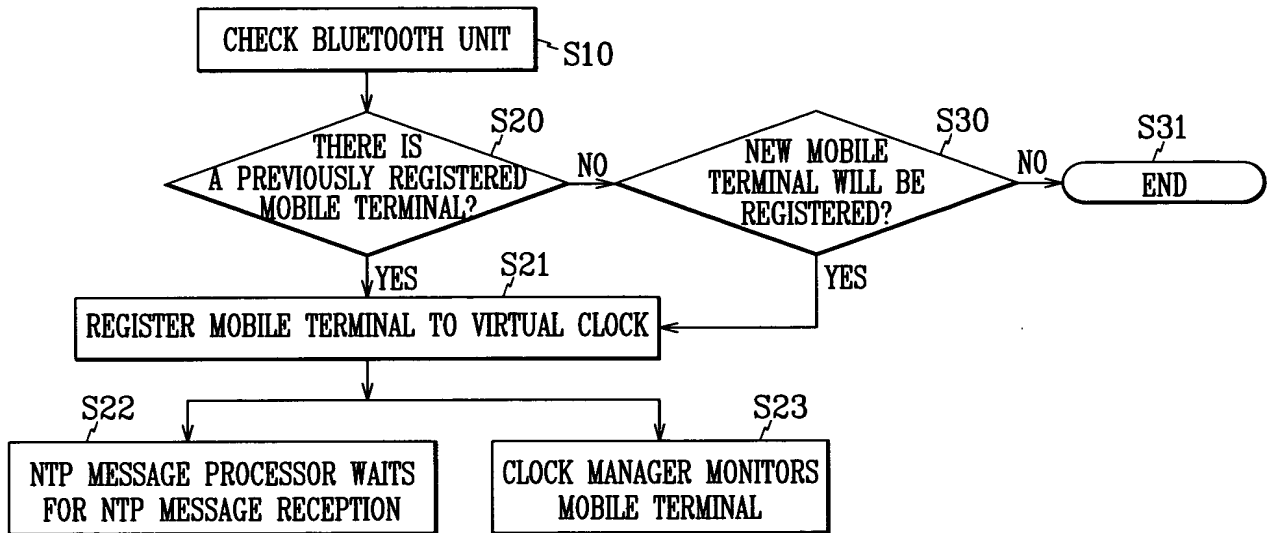 CHECK BLUETOOTH UNIT
S10
S20
THERE IS
A PREVIOUSLY REGISTERED
MOBILE TERMINAL?
NO
S30
NEW MOBILE
TERMINAL WILL BE
REGISTERED?
NO
S31
END
YES
YES
S21
REGISTER MOBILE TERMINAL TO VIRTUAL CLOCK
S22
NTP MESSAGE PROCESSOR WAITS
FOR NTP MESSAGE RECEPTION
S23
CLOCK MANAGER MONITORS
MOBILE TERMINAL